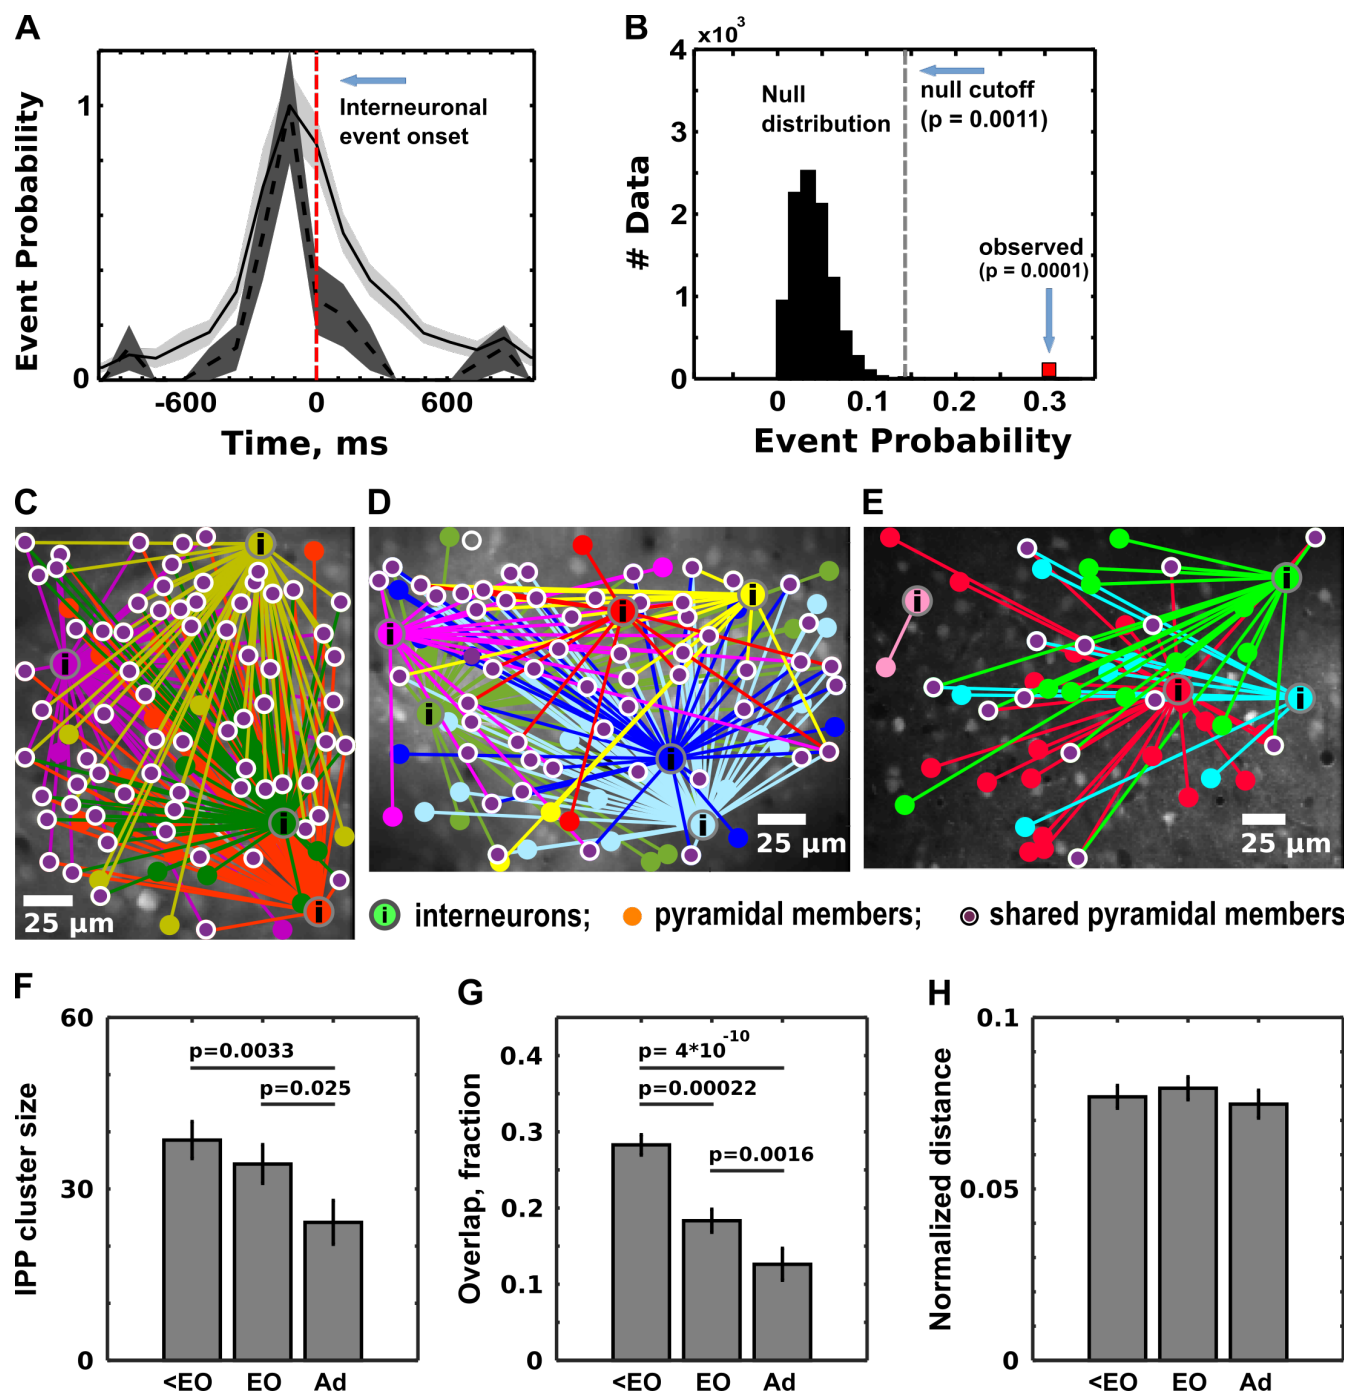 A
Event Probability
1
0
Interneuronal
event onset
-600
0
600
Time, ms
B
x10³
# Data
4
3
2
1
0
Null
distribution
null cutoff
(p = 0.0011)
observed
(p = 0.0001)
0
0.1
0.2
0.3
Event Probability
C
i
i
i
i
25 µm
D
i
i
i
i
i
i
25 µm
E
i
i
i
i
25 µm
i interneurons;
pyramidal members;
shared pyramidal members
F
IPP cluster size
60
30
0
p=0.0033
p=0.025
<EO
EO
Ad
G
Overlap, fraction
0.4
0.3
0.2
0.1
0
p= 4*10⁻¹⁰
p=0.00022
p=0.0016
<EO
EO
Ad
H
Normalized distance
0.1
0.05
0
<EO
EO
Ad